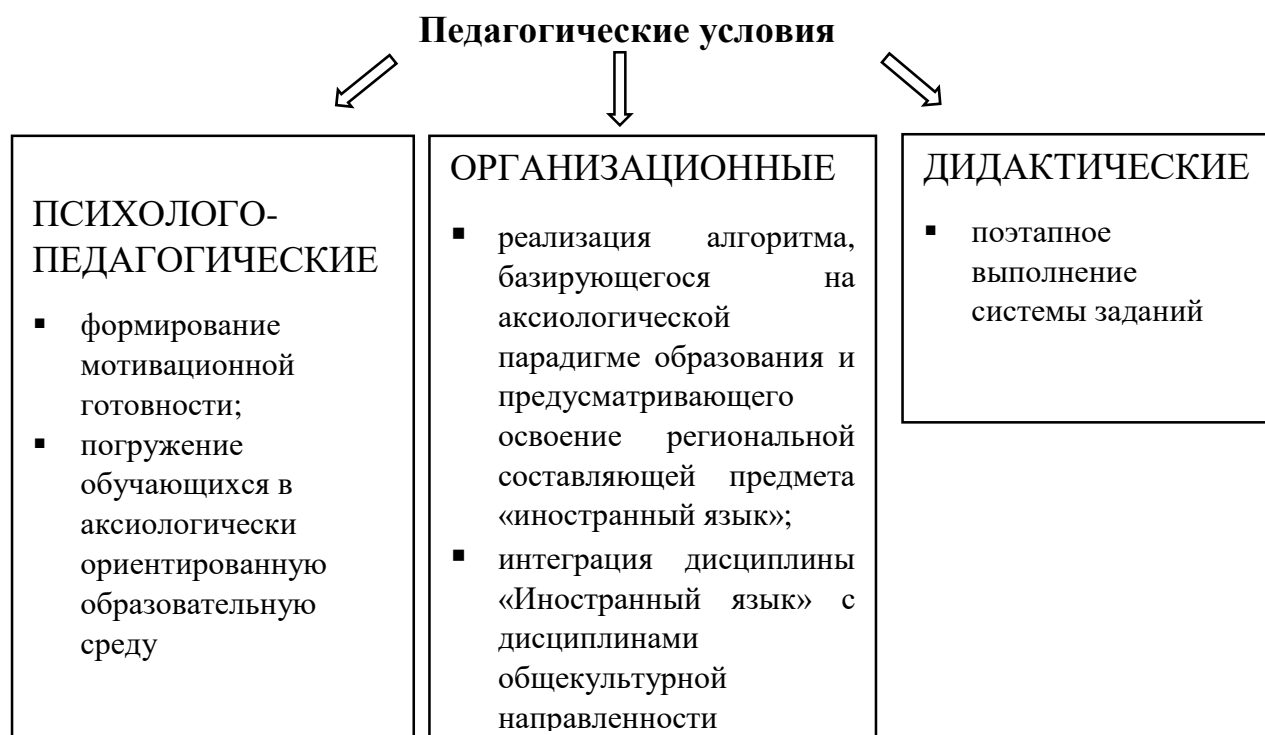 Педагогические условия
ПСИХОЛОГО-
ПЕДАГОГИЧЕСКИЕ
▪ формирование
мотивационной
готовности;
▪ погружение
обучающихся в
аксиологически
ориентированную
образовательную
среду
ОРГАНИЗАЦИОННЫЕ
▪ реализация алгоритма,
базирующегося на
аксиологической
парадигме образования и
предусматривающего
освоение региональной
составляющей предмета
«иностранный язык»;
▪ интеграция дисциплины
«Иностранный язык» с
дисциплинами
общекультурной
направленности
ДИДАКТИЧЕСКИЕ
▪ поэтапное
выполнение
системы заданий